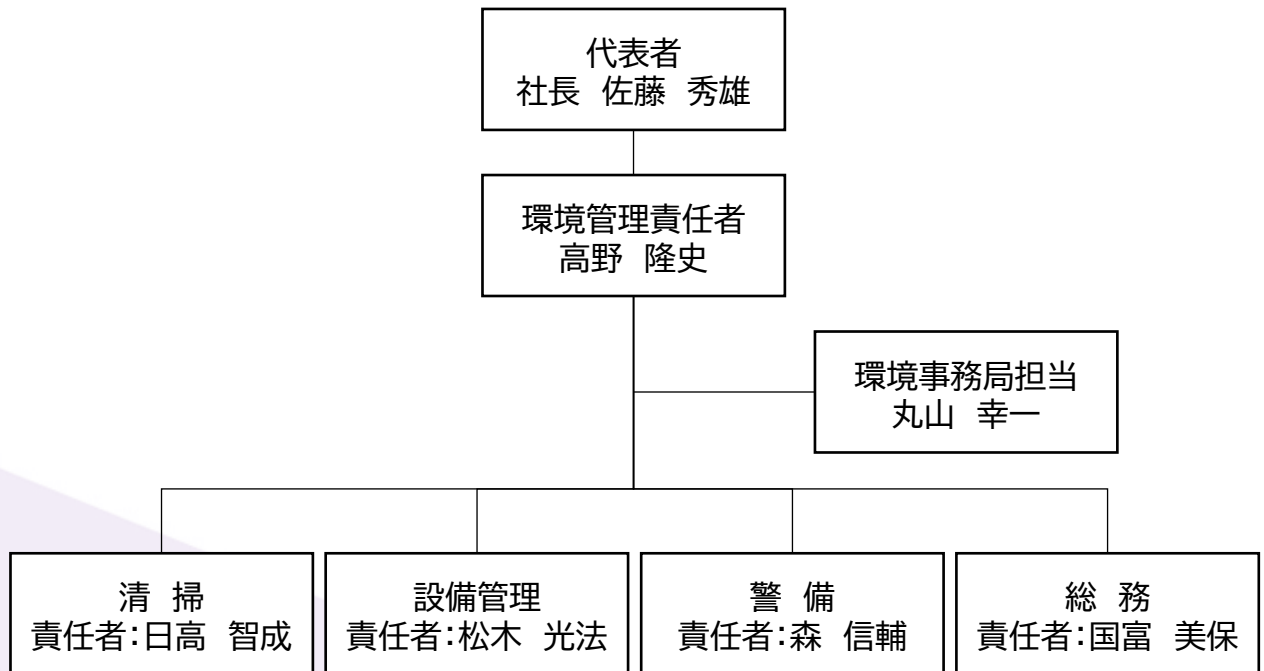 代表者
社長 佐藤 秀雄
環境管理責任者
高野 隆史
環境事務局担当
丸山 幸一
清 掃
責任者:日高 智成
設備管理
責任者:松木 光法
警 備
責任者:森 信輔
総 務
責任者:国富 美保